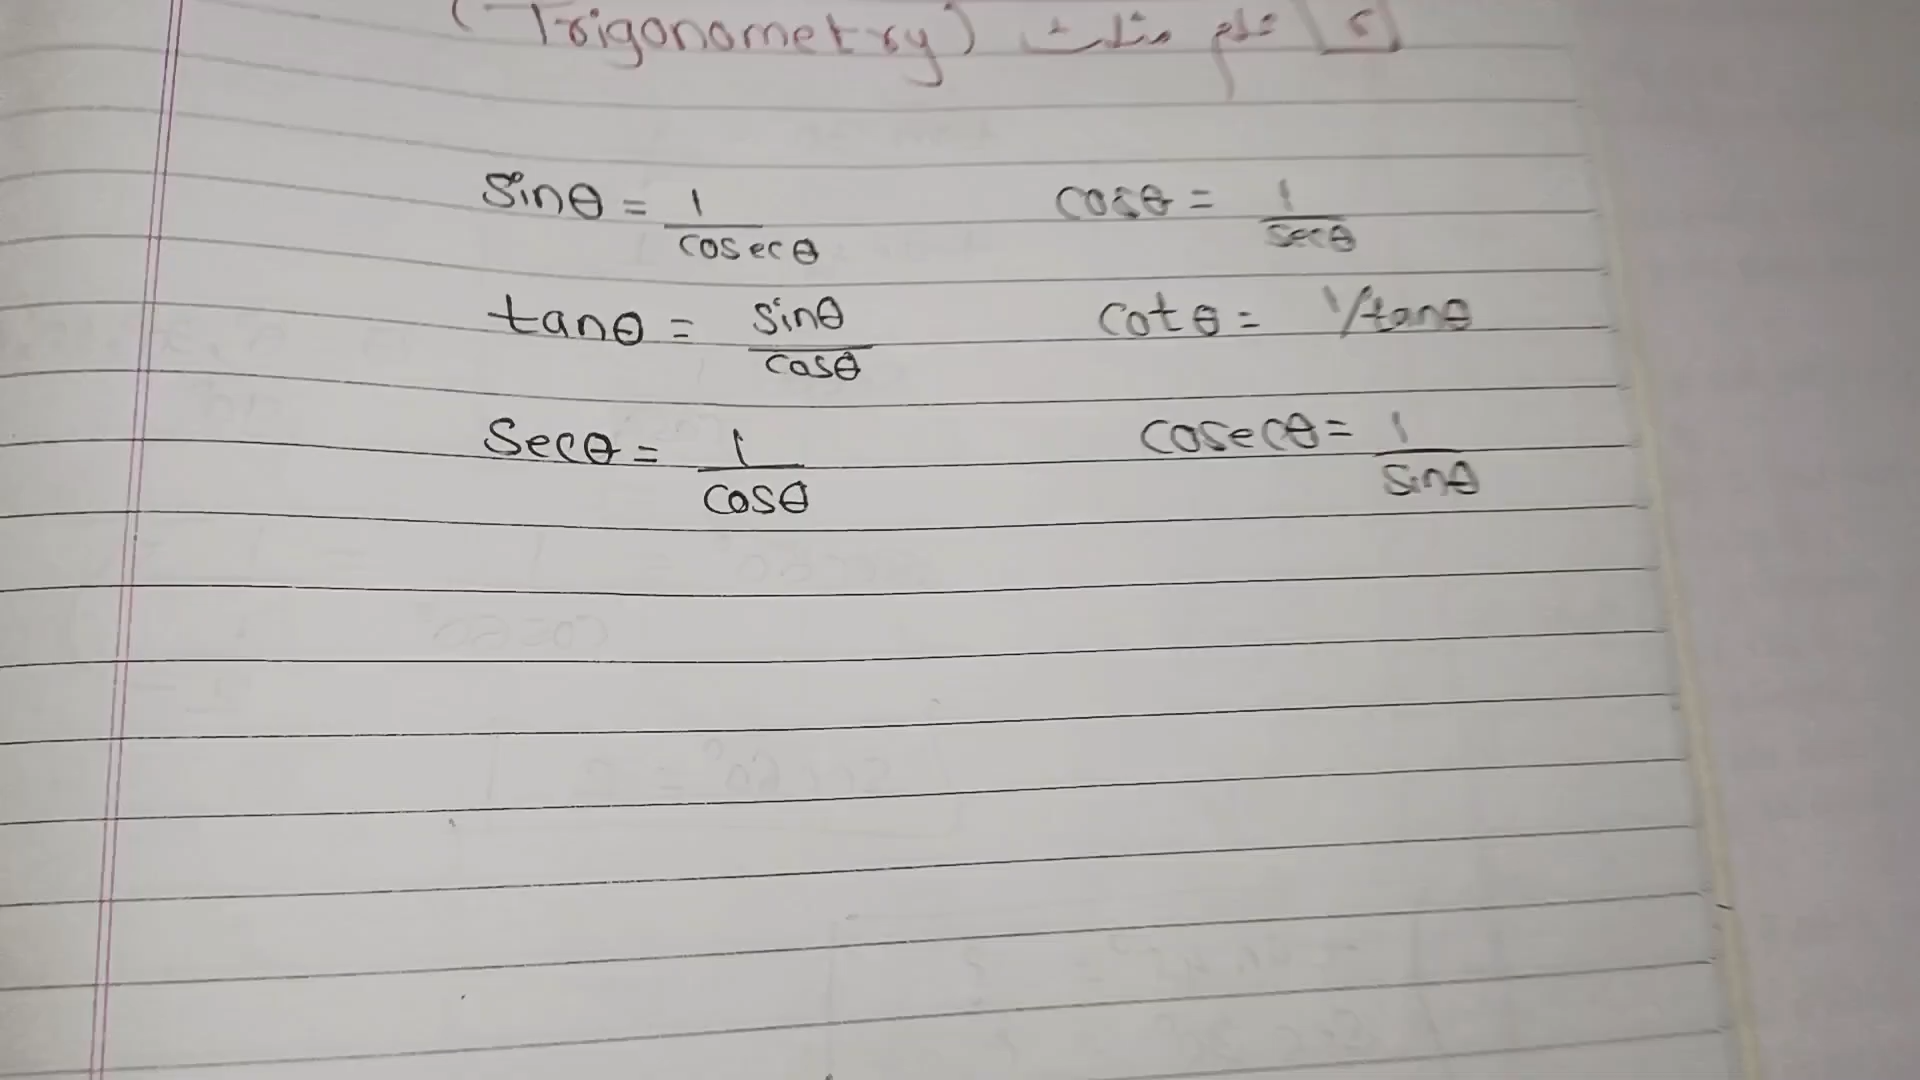 (Trigonometry) علم مثلث
sinθ = 1/cosecθ cosθ = 1/secθ
tanθ = sinθ/cosθ cotθ = 1/tanθ
Secθ = 1/cosθ cosecθ = 1/sinθ